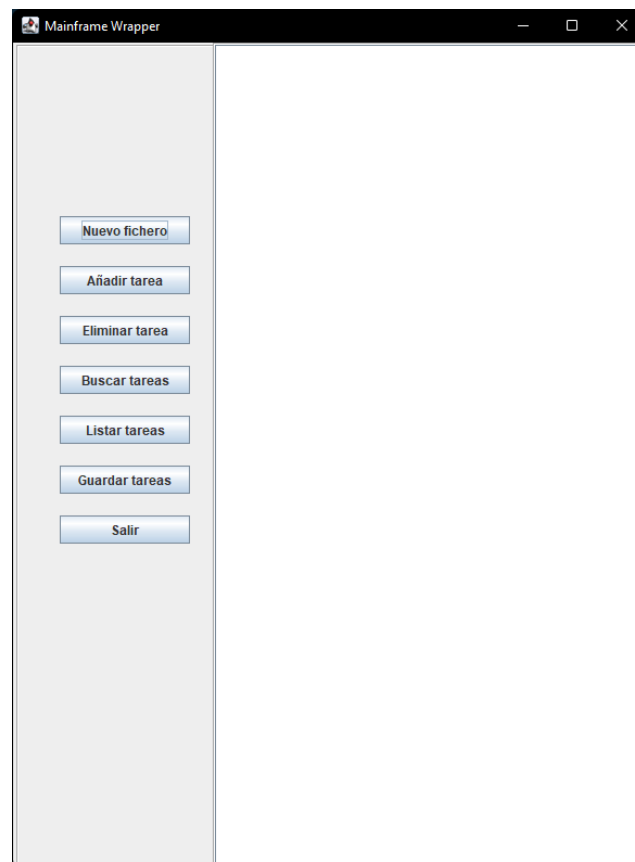 Mainframe Wrapper
Nuevo fichero
Añadir tarea
Eliminar tarea
Buscar tareas
Listar tareas
Guardar tareas
Salir